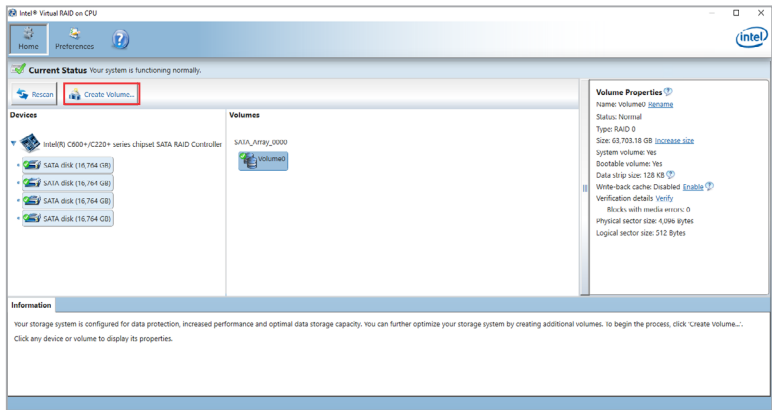 Intel® Virtual RAID on CPU
Home
Preferences
intel
Current Status Your system is functioning normally.
Rescan
Create Volume...
Devices
Intel(R) C600+/C220+ series chipset SATA RAID Controller
SATA disk (16,764 GB)
SATA disk (16,764 GB)
SATA disk (16,764 GB)
SATA disk (16,764 GB)
Volumes
SATA_Array_0000
Volume0
Volume Properties
Name: Volume0 Rename
Status: Normal
Type: RAID 0
Size: 63,703.18 GB Increase size
System volume: Yes
Bootable volume: Yes
Data strip size: 128 KB
Write-back cache: Disabled Enable
Verification details Verify
Blocks with media errors: 0
Physical sector size: 4,096 Bytes
Logical sector size: 512 Bytes
Information
Your storage system is configured for data protection, increased performance and optimal data storage capacity. You can further optimize your storage system by creating additional volumes. To begin the process, click 'Create Volume...'.
Click any device or volume to display its properties.